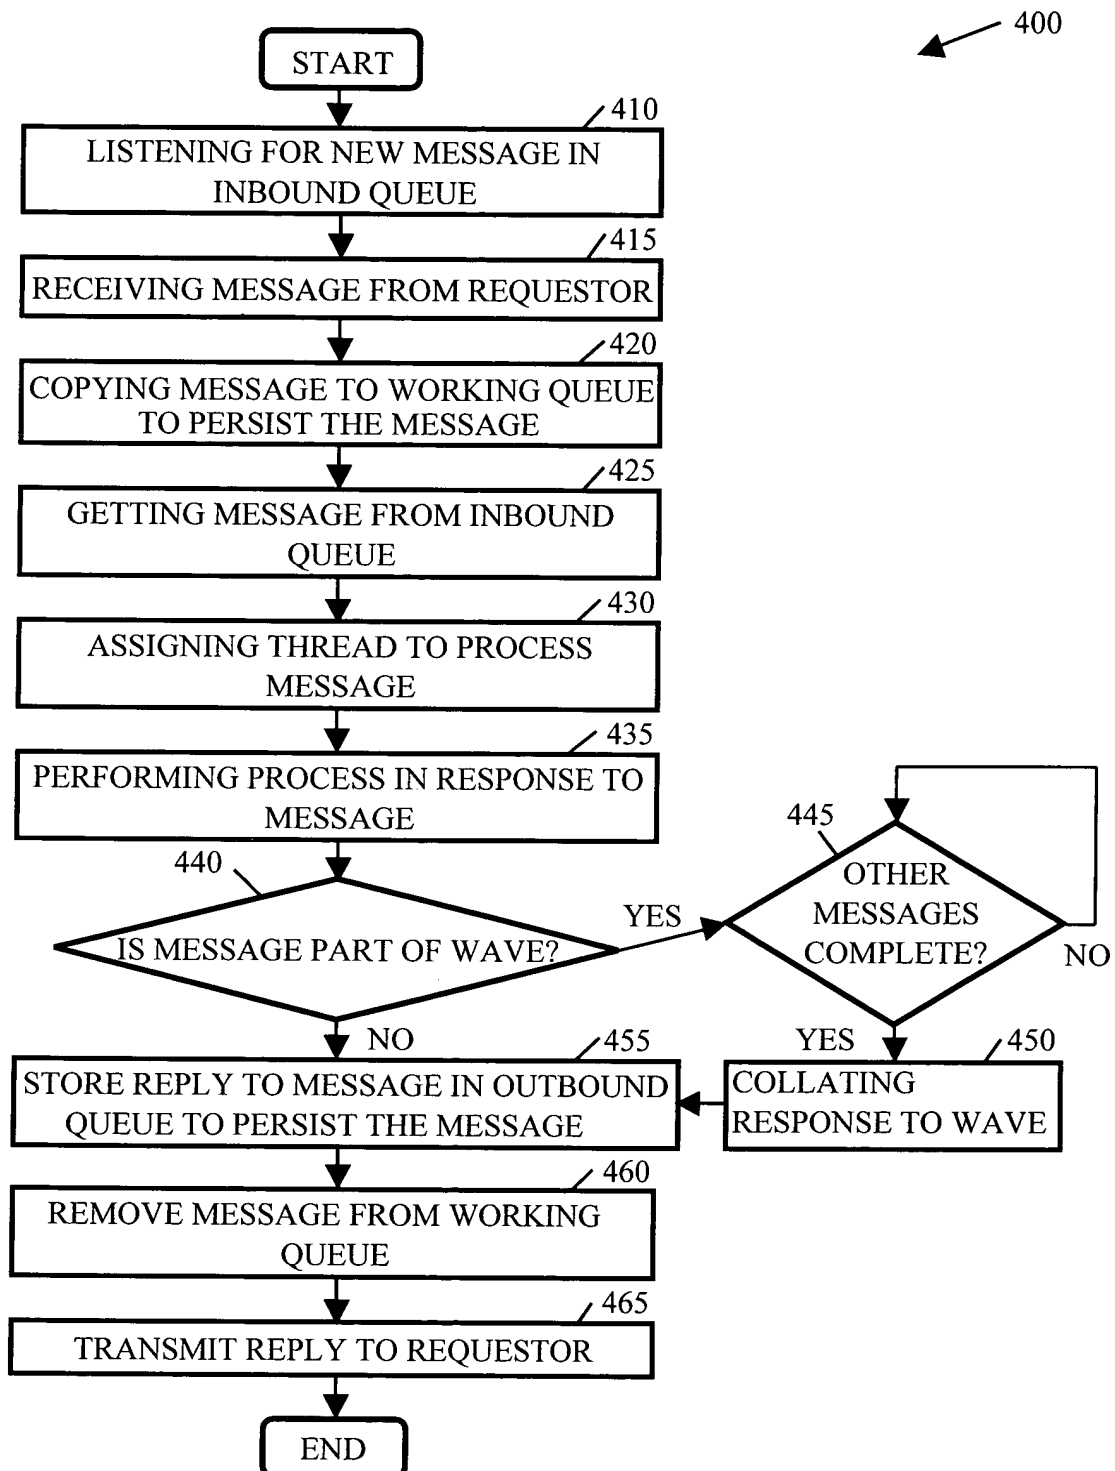 400
START
410
LISTENING FOR NEW MESSAGE IN
INBOUND QUEUE
415
RECEIVING MESSAGE FROM REQUESTOR
420
COPYING MESSAGE TO WORKING QUEUE
TO PERSIST THE MESSAGE
425
GETTING MESSAGE FROM INBOUND
QUEUE
430
ASSIGNING THREAD TO PROCESS
MESSAGE
435
PERFORMING PROCESS IN RESPONSE TO
MESSAGE
440
IS MESSAGE PART OF WAVE?
YES
445
OTHER
MESSAGES
COMPLETE?
NO
YES
450
COLLATING
RESPONSE TO WAVE
NO
455
STORE REPLY TO MESSAGE IN OUTBOUND
QUEUE TO PERSIST THE MESSAGE
460
REMOVE MESSAGE FROM WORKING
QUEUE
465
TRANSMIT REPLY TO REQUESTOR
END